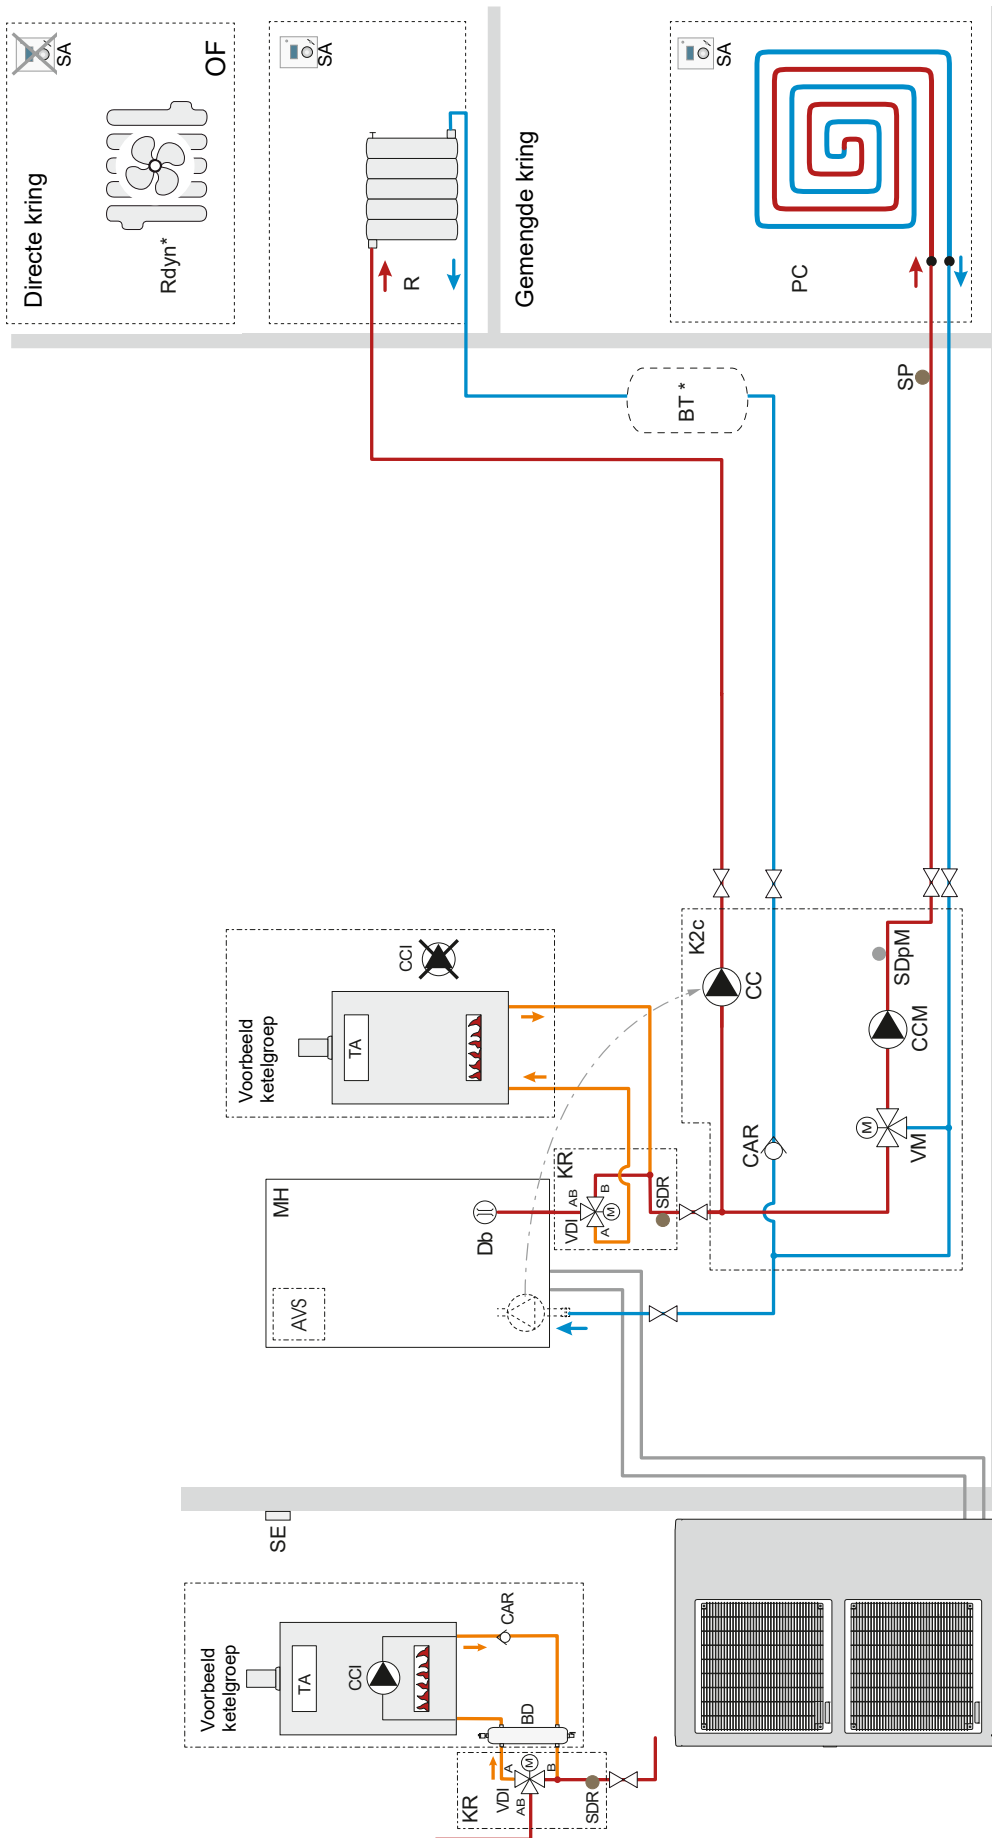 Directe kring
SA
OF
Rdyn*
SA
R
Gemengde kring
SA
PC
BT *
SP
Voorbeeld
ketelgroep
TA
CCI
K2c
CC
SDpM
CCM
M
VM
CAR
MH
AVS
Db
KR
VDI
AB
B
A
M
SDR
SE
Voorbeeld
ketelgroep
TA
CCI
CAR
BD
KR
VDI
A
M
B
AB
SDR